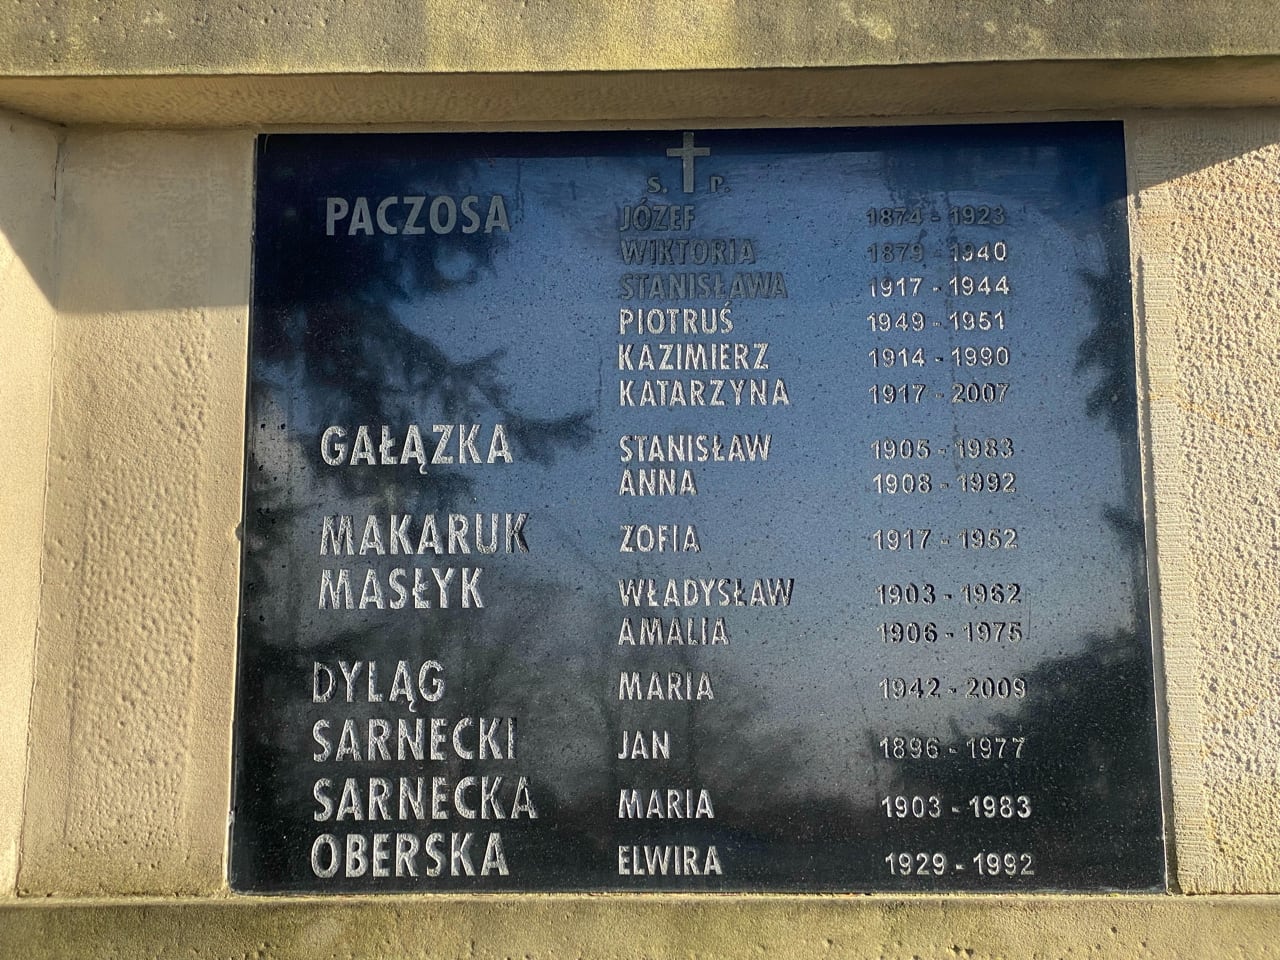 S. P.
PACZOSA JÓZEF 1874 - 1923
WIKTORIA 1879 - 1940
STANISŁAWA 1917 - 1944
PIOTRUŚ 1949 - 1951
KAZIMIERZ 1914 - 1990
KATARZYNA 1917 - 2007
GAŁĄZKA STANISŁAW 1905 - 1983
ANNA 1908 - 1992
MAKARUK ZOFIA 1917 - 1952
MASŁYK WŁADYSŁAW 1903 - 1962
AMALIA 1906 - 1975
DYLĄG MARIA 1942 - 2009
SARNECKI JAN 1896 - 1977
SARNECKA MARIA 1903 - 1983
OBERSKA ELWIRA 1929 - 1992